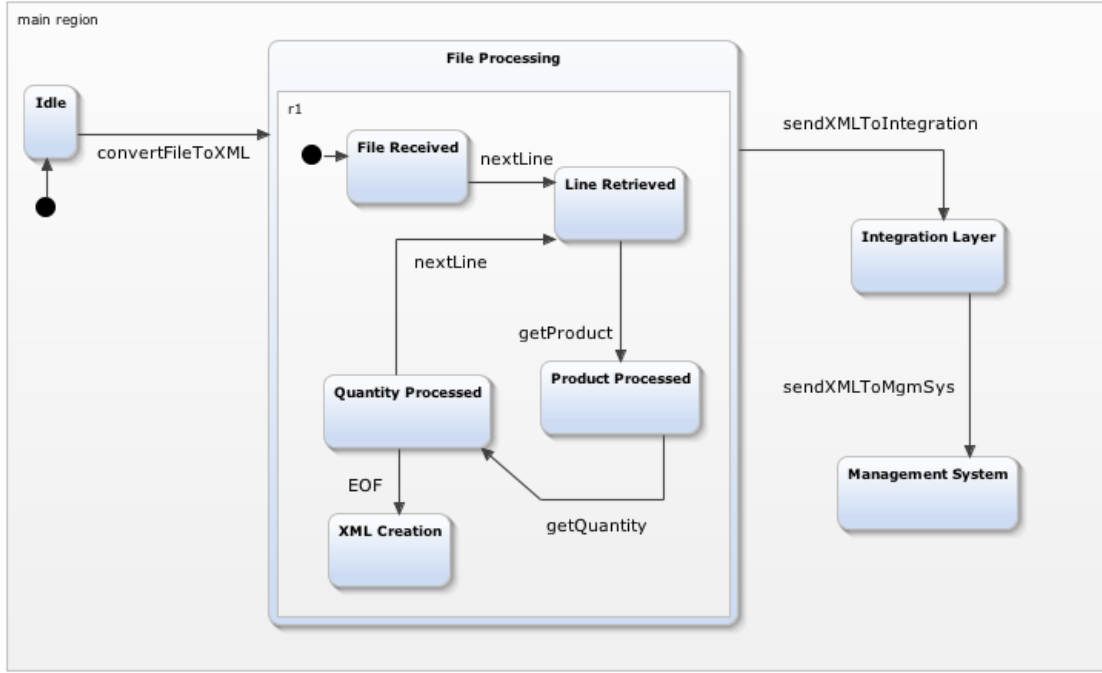 main region
File Processing
Idle
r1
convertFileToXML
File Received
nextLine
Line Retrieved
sendXMLToIntegration
Integration Layer
nextLine
getProduct
Product Processed
Quantity Processed
sendXMLToMgmSys
EOF
getQuantity
XML Creation
Management System